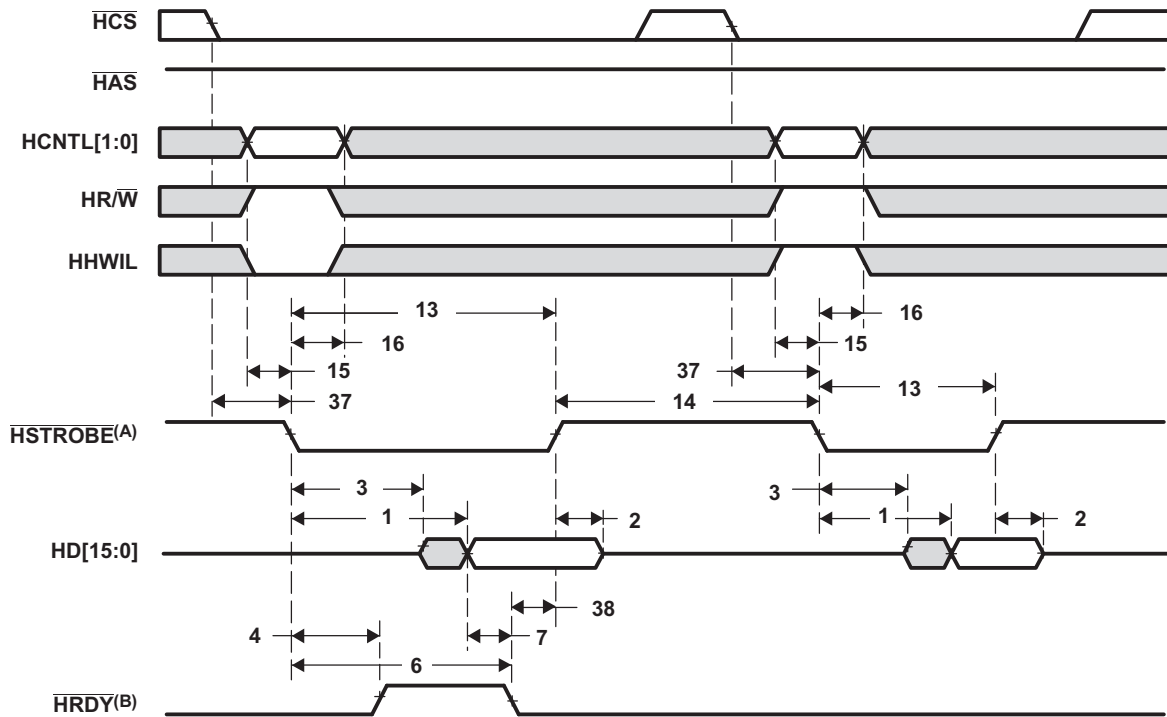 HCS
HAS
HCNTL[1:0]
HR/W
HHWIL
13
16
16
15
15
37
37
13
14
HSTROBE(A)
3
3
1
1
2
2
HD[15:0]
38
4
7
6
HRDY(B)